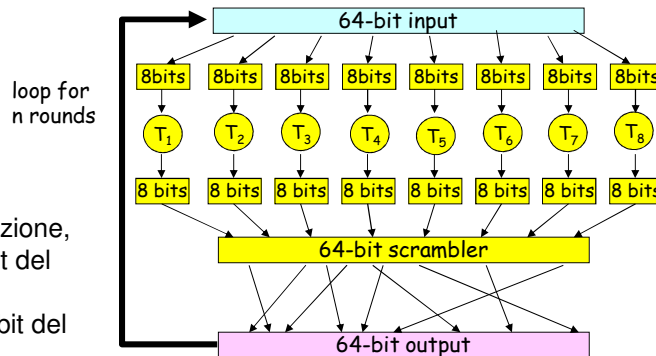 64-bit input
8bits 8bits 8bits 8bits 8bits 8bits 8bits 8bits
loop for
n rounds
T1 T2 T3 T4 T5 T6 T7 T8
8 bits 8 bits 8 bits 8 bits 8 bits 8 bits 8 bits 8 bits
zione,
64-bit scrambler
t del
bit del
64-bit output